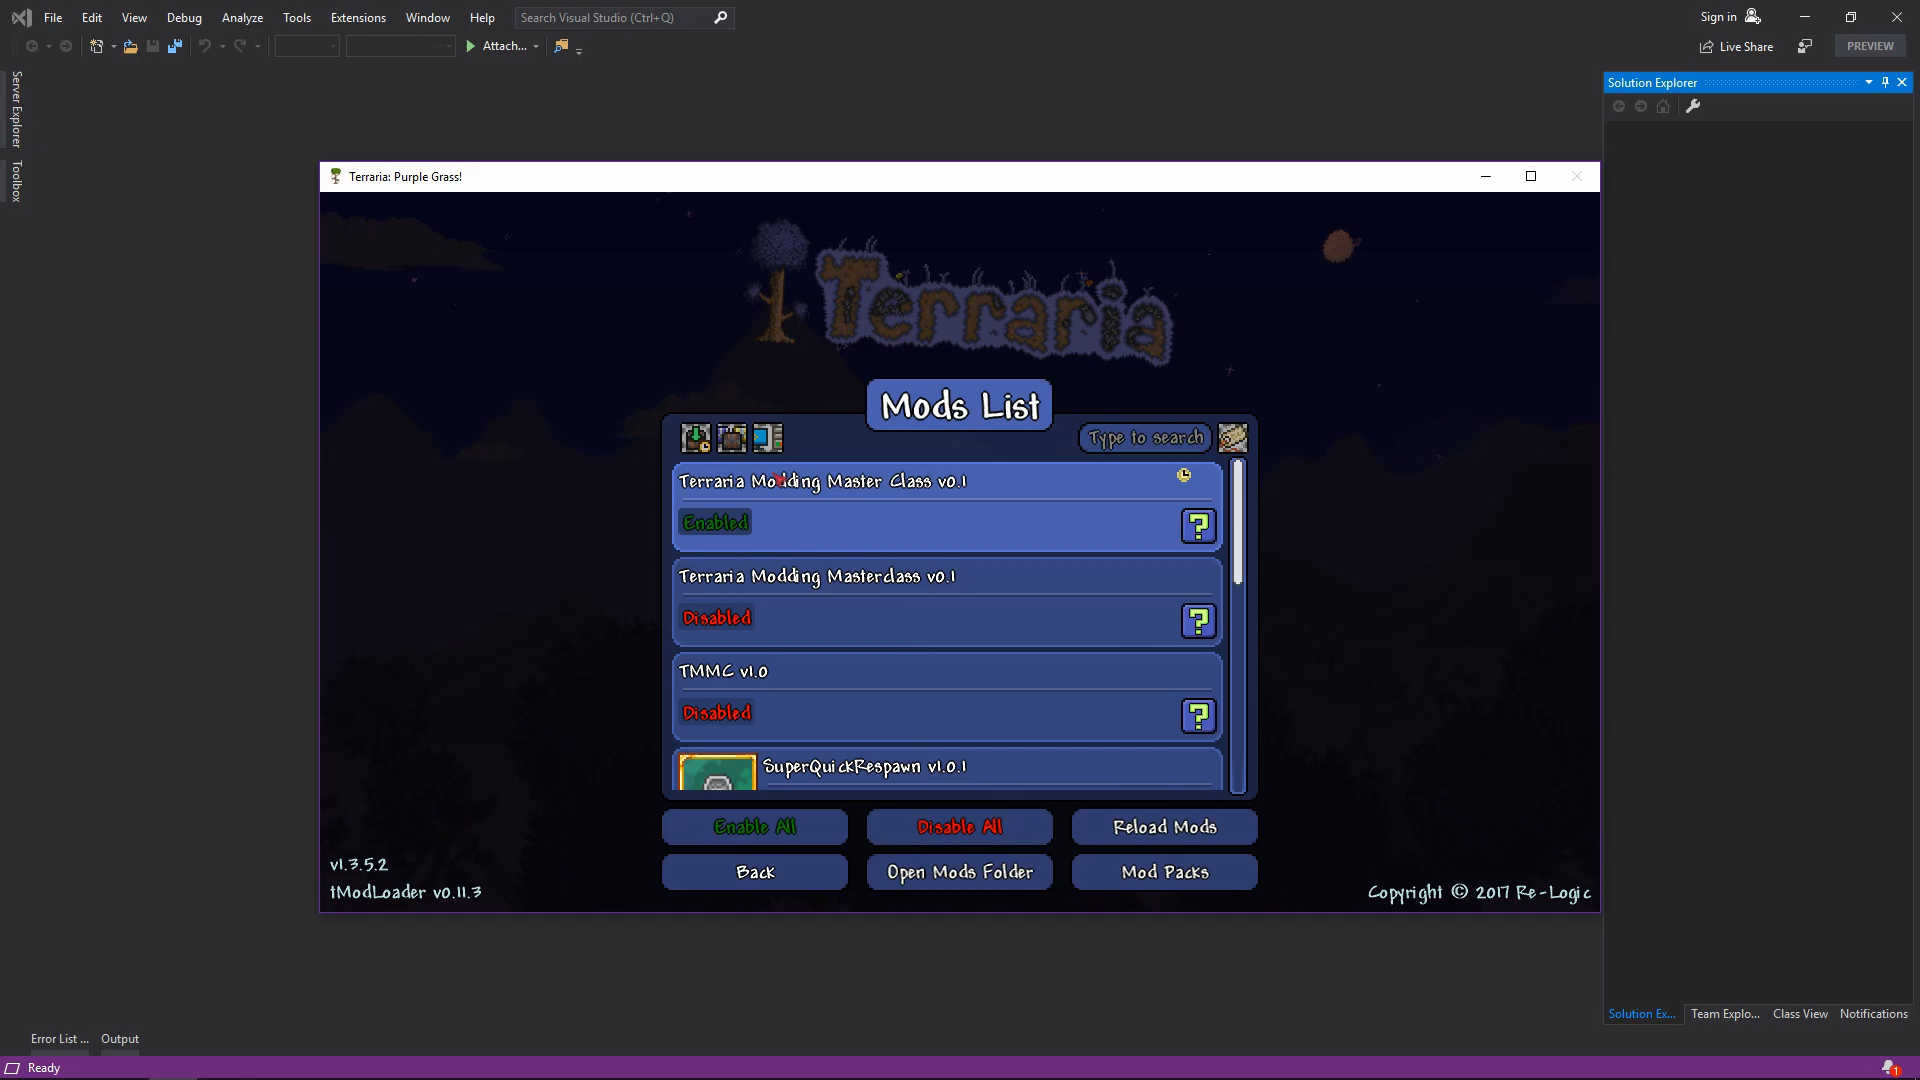 File Edit View Debug Analyze Tools Extensions Window Help Search Visual Studio (Ctrl+Q) Sign in
Attach... Live Share PREVIEW
Server Explorer
Toolbox
Solution Explorer
Terraria: Purple Grass!
Terraria
Mods List
Type to search
Terraria Modding Master Class v0.1
Enabled
?
Terraria Modding Masterclass v0.1
Disabled
?
TMMC v1.0
Disabled
?
SuperQuickRespawn v1.0.1
Enable All Disable All Reload Mods
Back Open Mods Folder Mod Packs
v1.3.5.2
tModLoader v0.11.3
Copyright © 2017 Re-Logic
Solution Ex... Team Explo... Class View Notifications
Error List ... Output
Ready 1